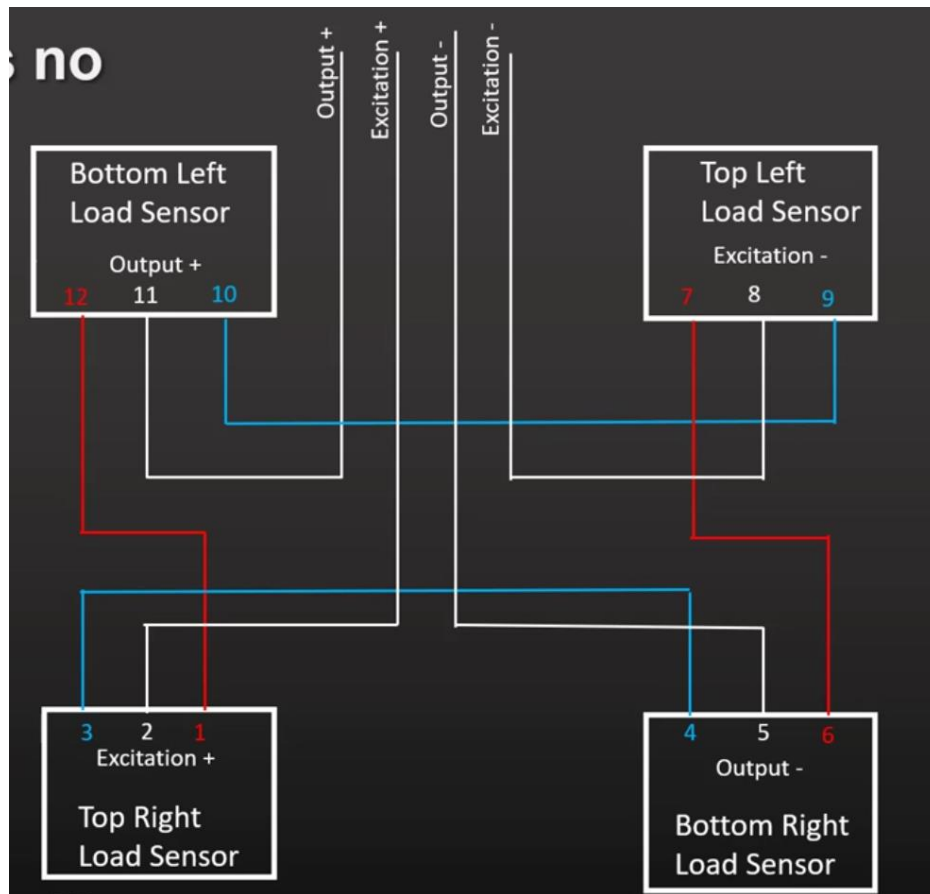 no
Output +
Excitation +
Output -
Excitation -
Bottom Left
Load Sensor
Output +
12 11 10
Top Left
Load Sensor
Excitation -
7 8 9
3 2 1
Excitation +
Top Right
Load Sensor
4 5 6
Output -
Bottom Right
Load Sensor